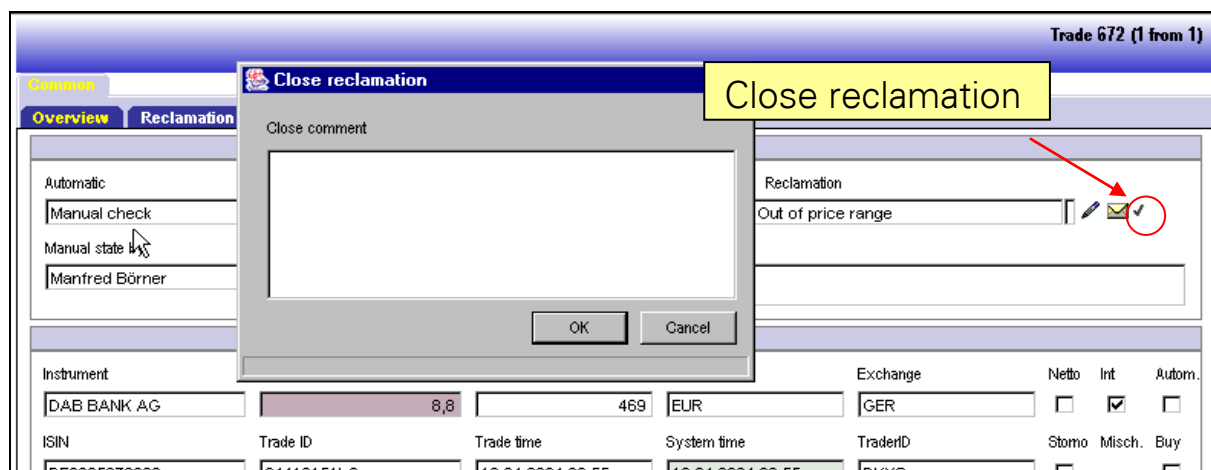 Trade 672 (1 from 1)
Common
Close reclamation
Close reclamation
Overview Reclamation
Close comment
Automatic
Reclamation
Manual check
Out of price range
Manual state
Manfred Börner
OK Cancel
Instrument Exchange Netto Int Autom.
DAB BANK AG 8,8 469 EUR GER
ISIN Trade ID Trade time System time TraderID Storno Misch. Buy